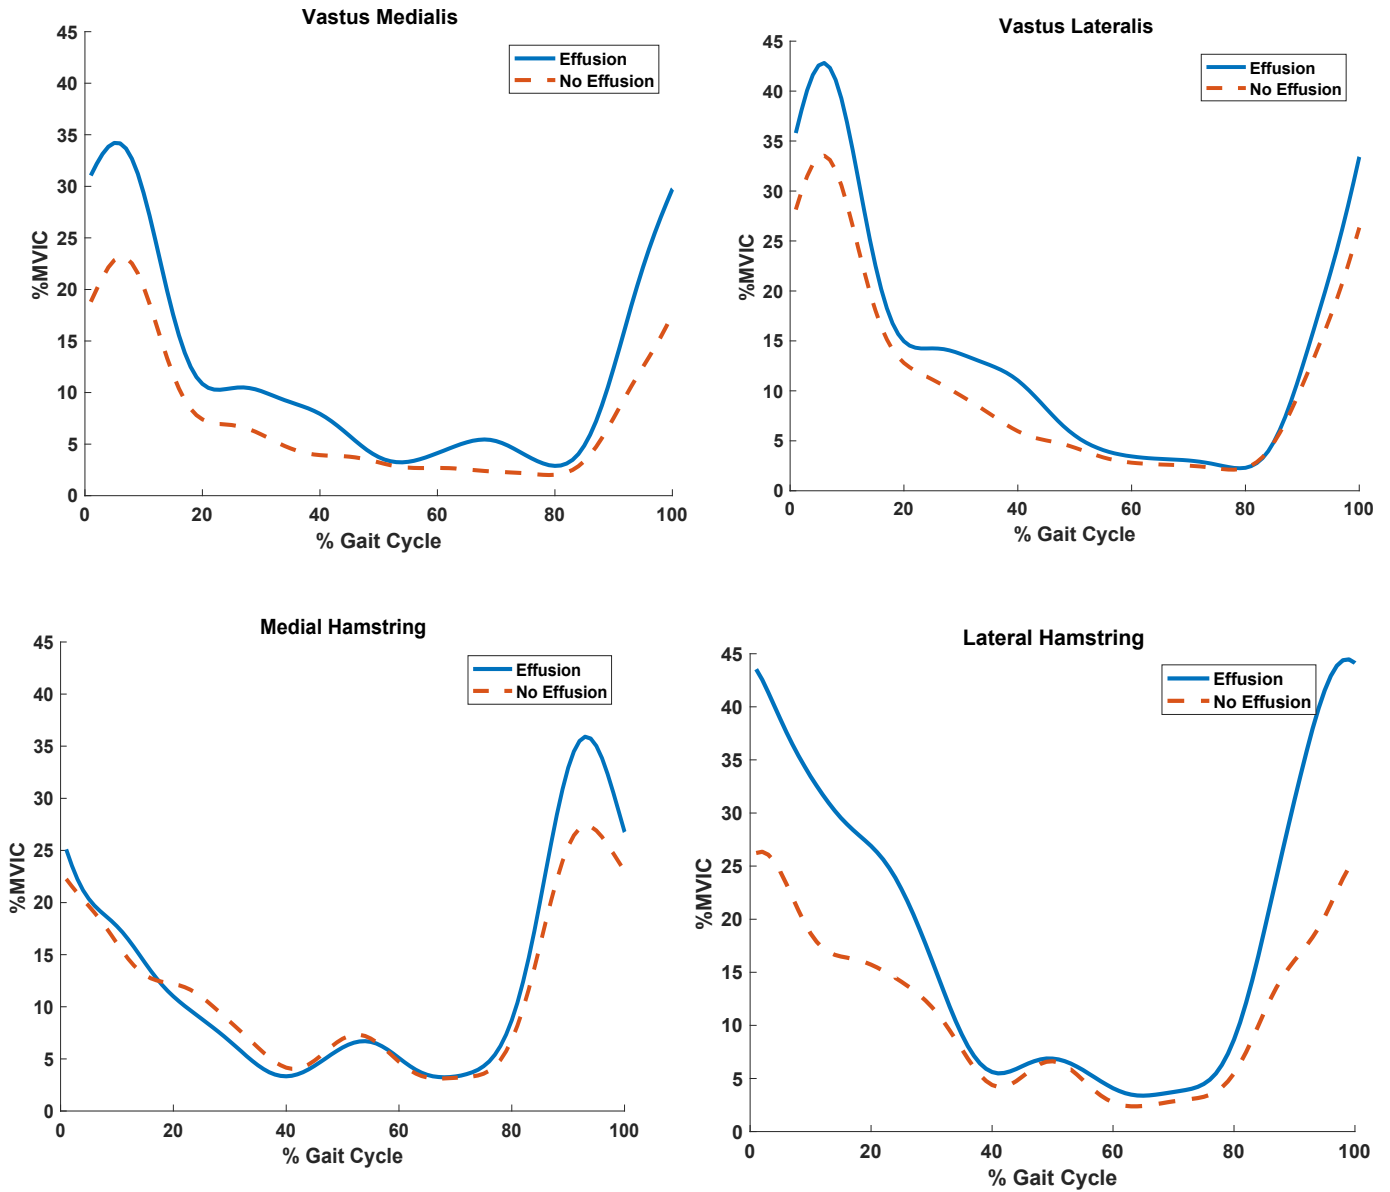 Vastus Medialis
45
40
35
30
25
20
15
10
5
0
%MVIC
Effusion
No Effusion
0 20 40 60 80 100
% Gait Cycle
Vastus Lateralis
45
40
35
30
25
20
15
10
5
0
%MVIC
Effusion
No Effusion
0 20 40 60 80 100
% Gait Cycle
Medial Hamstring
45
40
35
30
25
20
15
10
5
0
%MVIC
Effusion
No Effusion
0 20 40 60 80 100
% Gait Cycle
Lateral Hamstring
45
40
35
30
25
20
15
10
5
0
%MVIC
Effusion
No Effusion
0 20 40 60 80 100
% Gait Cycle